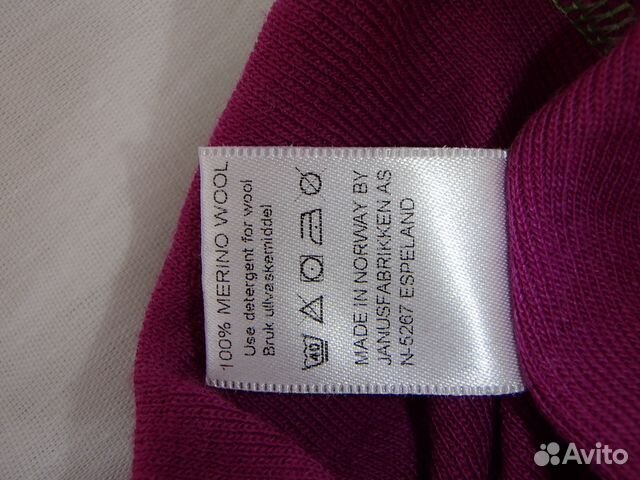 100% MERINO WOOL
Use detergent for wool
Bruk ullvaskemiddel
40
MADE IN NORWAY BY
JANUSFABRIKKEN AS
N-5267 ESPELAND
Avito